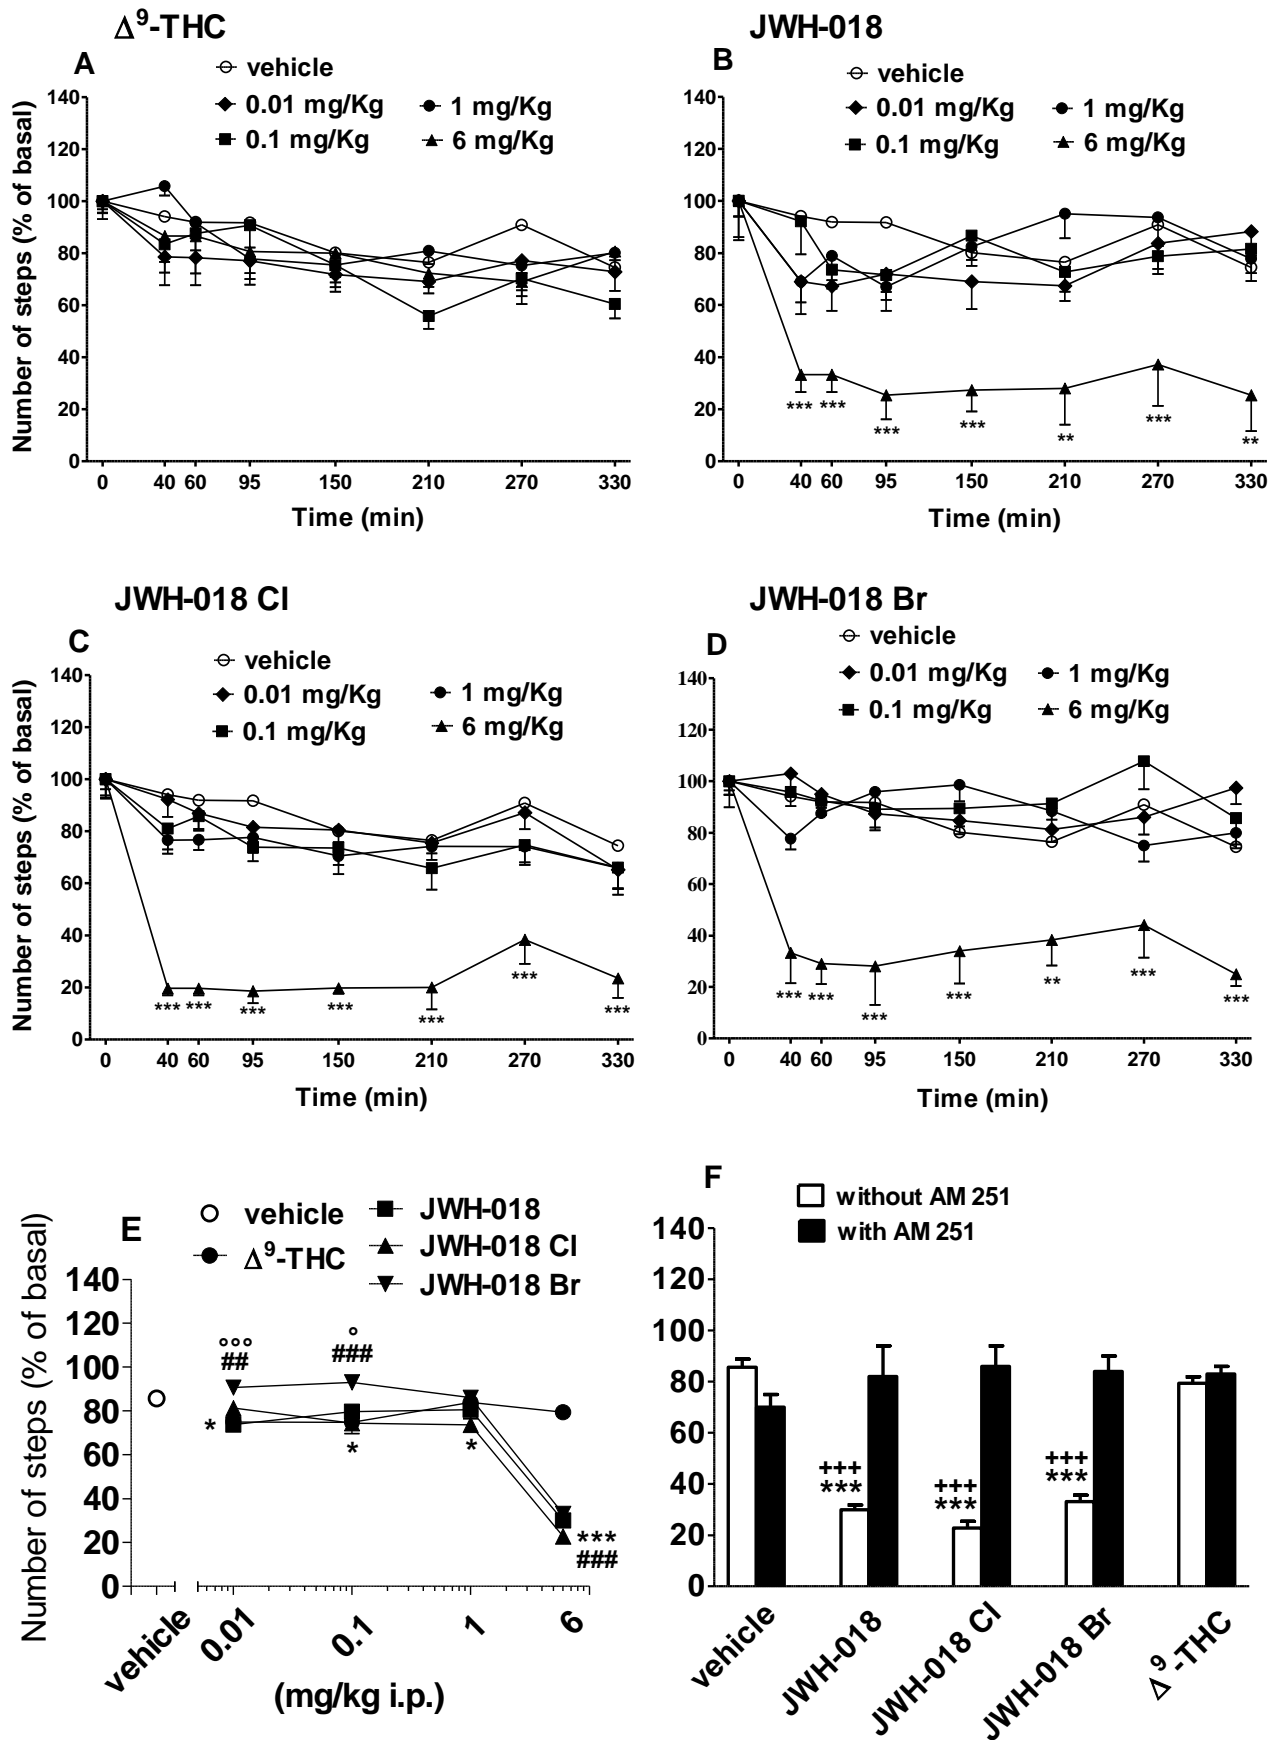 Δ⁹-THC
A
vehicle
0.01 mg/Kg
1 mg/Kg
0.1 mg/Kg
6 mg/Kg
Number of steps (% of basal)
140
120
100
80
60
40
20
0
0 40 60 95 150 210 270 330
Time (min)
JWH-018
B
vehicle
0.01 mg/Kg
1 mg/Kg
0.1 mg/Kg
6 mg/Kg
140
120
100
80
60
40
20
0
*** *** *** *** ** *** **
0 40 60 95 150 210 270 330
Time (min)
JWH-018 Cl
C
vehicle
0.01 mg/Kg
1 mg/Kg
0.1 mg/Kg
6 mg/Kg
Number of steps (% of basal)
140
120
100
80
60
40
20
0
*** *** *** *** *** *** ***
0 40 60 95 150 210 270 330
Time (min)
JWH-018 Br
D
vehicle
0.01 mg/Kg
1 mg/Kg
0.1 mg/Kg
6 mg/Kg
140
120
100
80
60
40
20
0
*** *** *** *** ** *** ***
0 40 60 95 150 210 270 330
Time (min)
E
vehicle
Δ⁹-THC
JWH-018
JWH-018 Cl
JWH-018 Br
Number of steps (% of basal)
140
120
100
80
60
40
20
0
°°°
##
°
###
*
*
*
***
###
vehicle 0.01 0.1 1 6
(mg/kg i.p.)
F
without AM 251
with AM 251
140
120
100
80
60
40
20
0
+++
***
+++
***
+++
***
vehicle JWH-018 JWH-018 Cl JWH-018 Br Δ⁹-THC